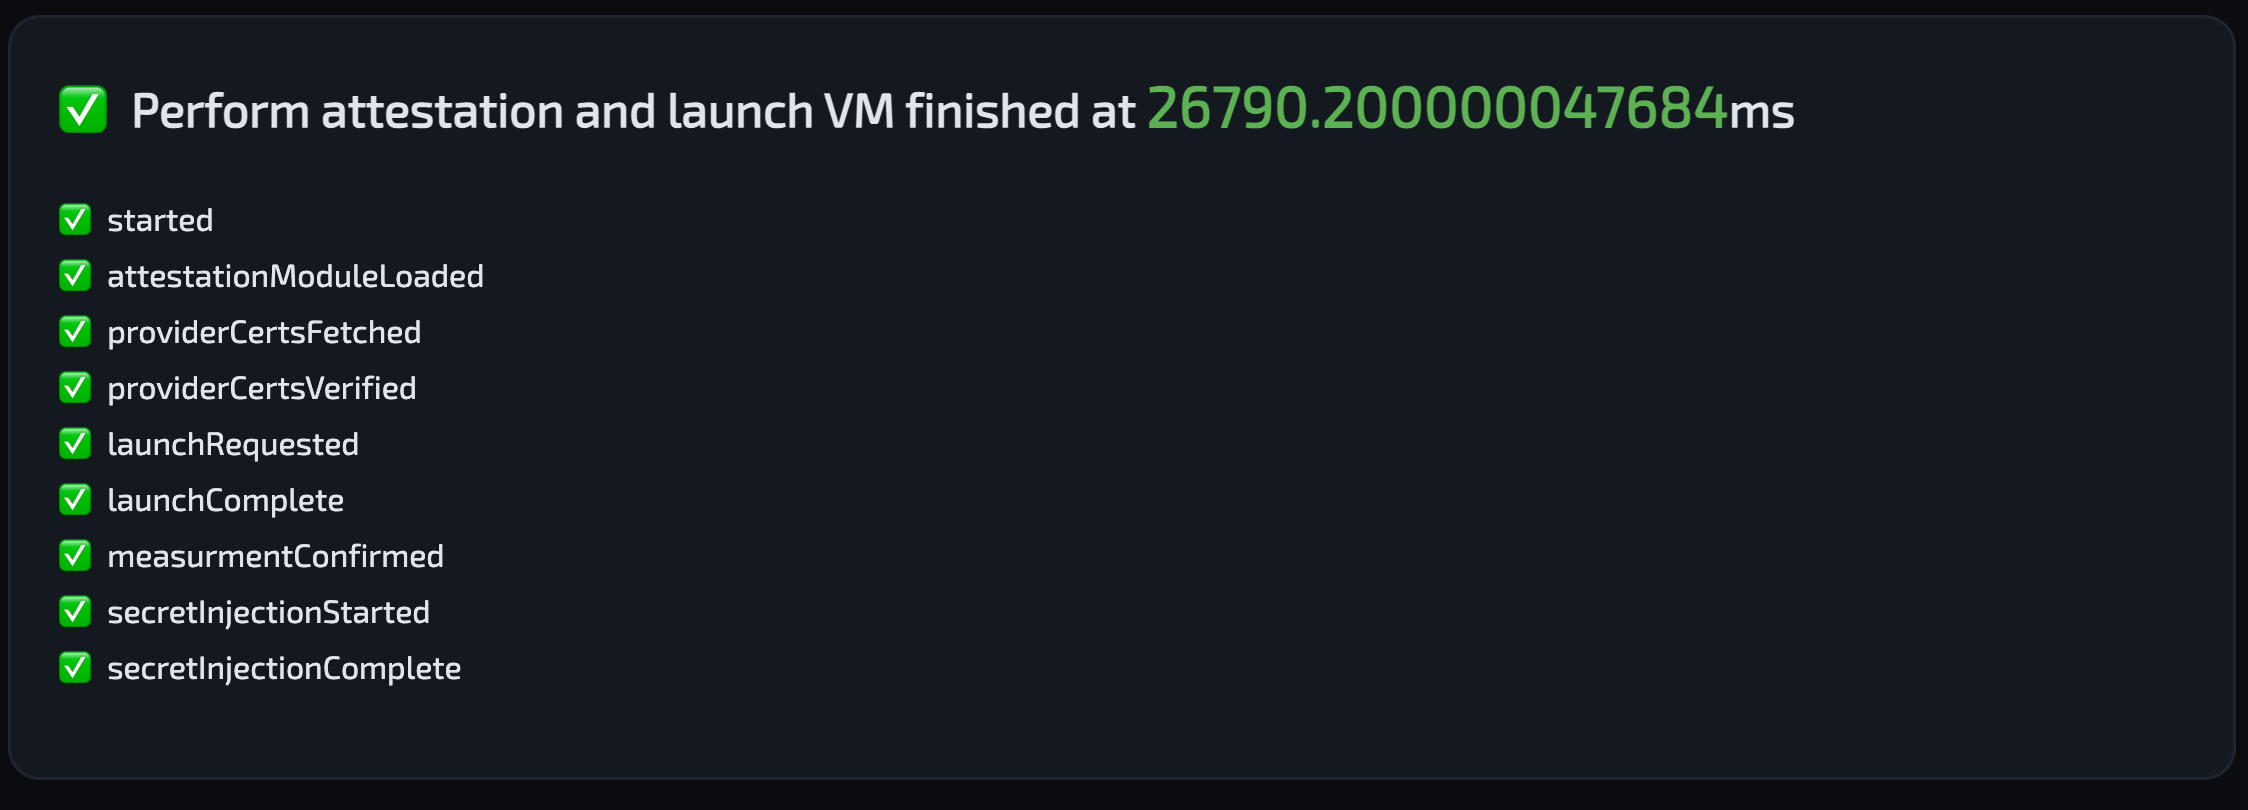 ✅ Perform attestation and launch VM finished at 26790.200000047684ms
✅ started
✅ attestationModuleLoaded
✅ providerCertsFetched
✅ providerCertsVerified
✅ launchRequested
✅ launchComplete
✅ measurmentConfirmed
✅ secretInjectionStarted
✅ secretInjectionComplete